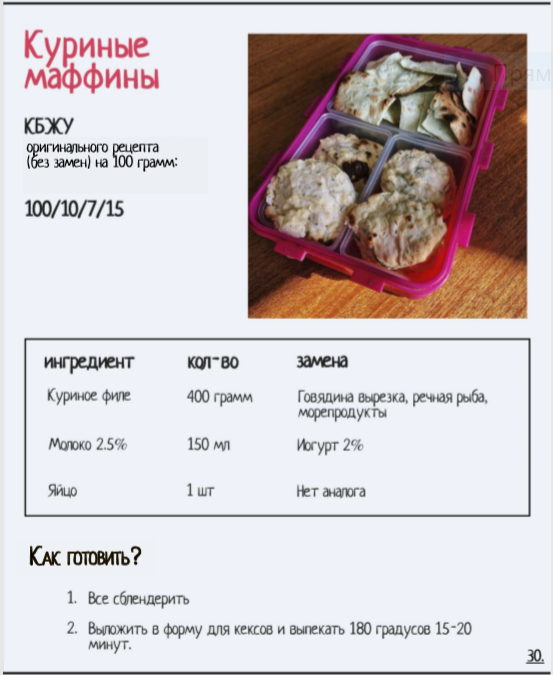 Куриные
маффины
Прям
КБЖУ
оригинального рецепта
(без замен) на 100 грамм:
100/10/7/15
ингредиент кол-во замена
Куриное филе 400 грамм Говядина вырезка, речная рыба,
морепродукты
Молоко 2.5% 150 мл Йогурт 2%
Яйцо 1 шт Нет аналога
Как готовить?
1. Все сблендерить
2. Выложить в форму для кексов и выпекать 180 градусов 15-20
минут.
30.